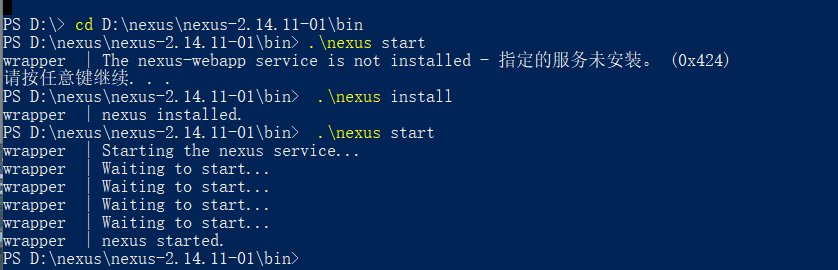 PS D:\> cd D:\nexus\nexus-2.14.11-01\bin
PS D:\nexus\nexus-2.14.11-01\bin> .\nexus start
wrapper  | The nexus-webapp service is not installed - 指定的服务未安装。 (0x424)
请按任意键继续. . .
PS D:\nexus\nexus-2.14.11-01\bin>  .\nexus install
wrapper  | nexus installed.
PS D:\nexus\nexus-2.14.11-01\bin>  .\nexus start
wrapper  | Starting the nexus service...
wrapper  | Waiting to start...
wrapper  | Waiting to start...
wrapper  | Waiting to start...
wrapper  | Waiting to start...
wrapper  | nexus started.
PS D:\nexus\nexus-2.14.11-01\bin>